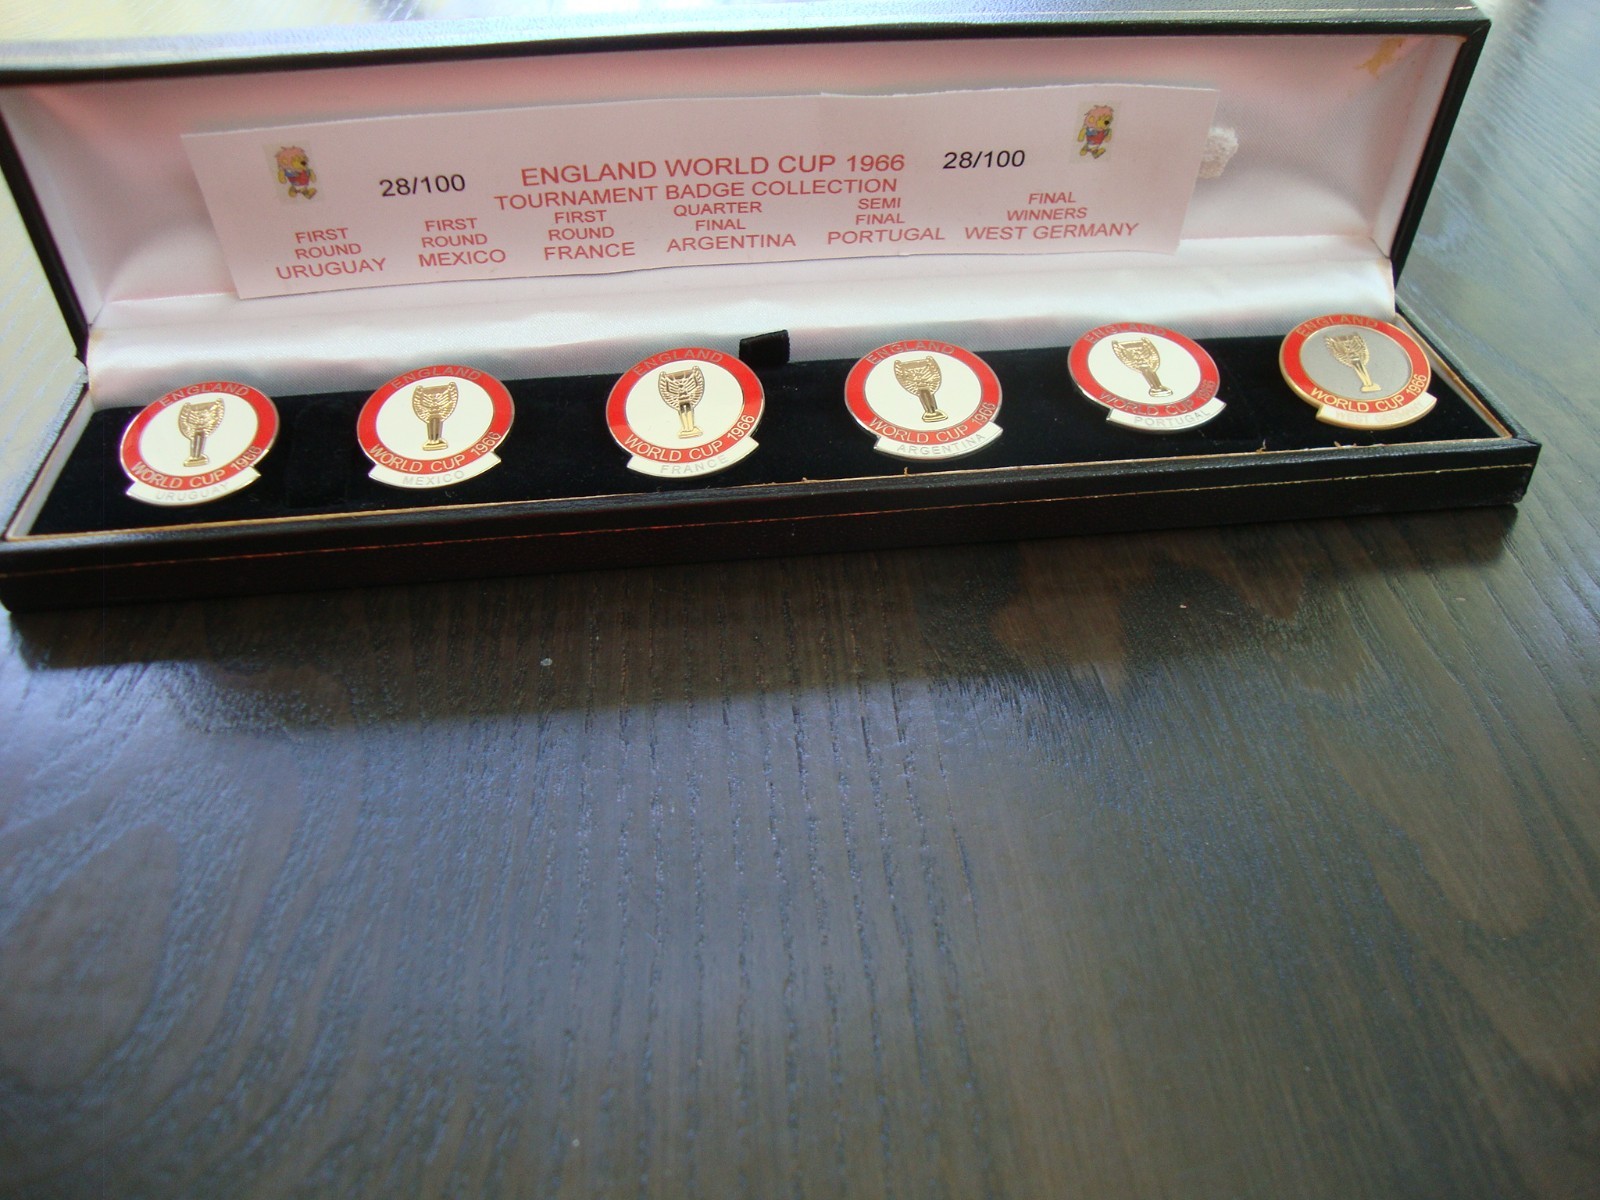 28/100 ENGLAND WORLD CUP 1966 28/100
TOURNAMENT BADGE COLLECTION
FIRST ROUND URUGUAY
FIRST ROUND MEXICO
FIRST ROUND FRANCE
QUARTER FINAL ARGENTINA
SEMI FINAL PORTUGAL
FINAL WINNERS WEST GERMANY
ENGLAND
WORLD CUP 1966
URUGUAY
ENGLAND
WORLD CUP 1966
MEXICO
ENGLAND
WORLD CUP 1966
FRANCE
ENGLAND
WORLD CUP 1966
ARGENTINA
ENGLAND
WORLD CUP 1966
PORTUGAL
ENGLAND
WORLD CUP 1966